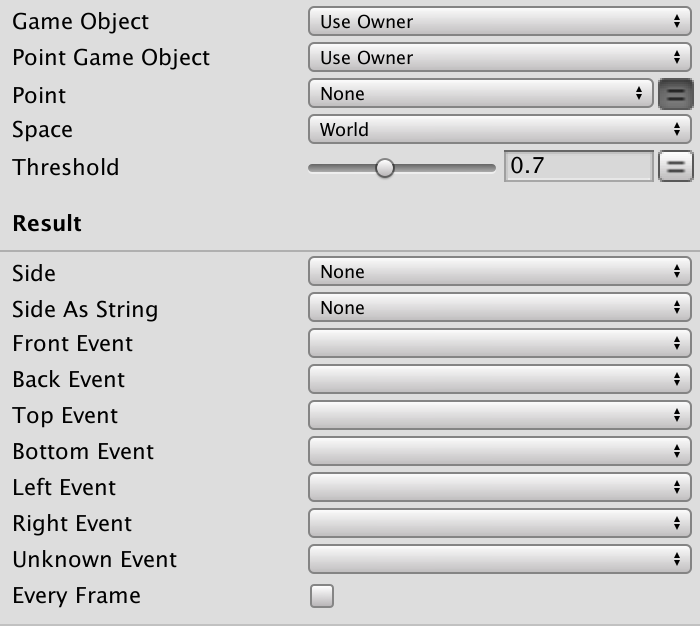 Game Object Use Owner
Point Game Object Use Owner
Point None
Space World
Threshold 0.7
Result
Side None
Side As String None
Front Event
Back Event
Top Event
Bottom Event
Left Event
Right Event
Unknown Event
Every Frame